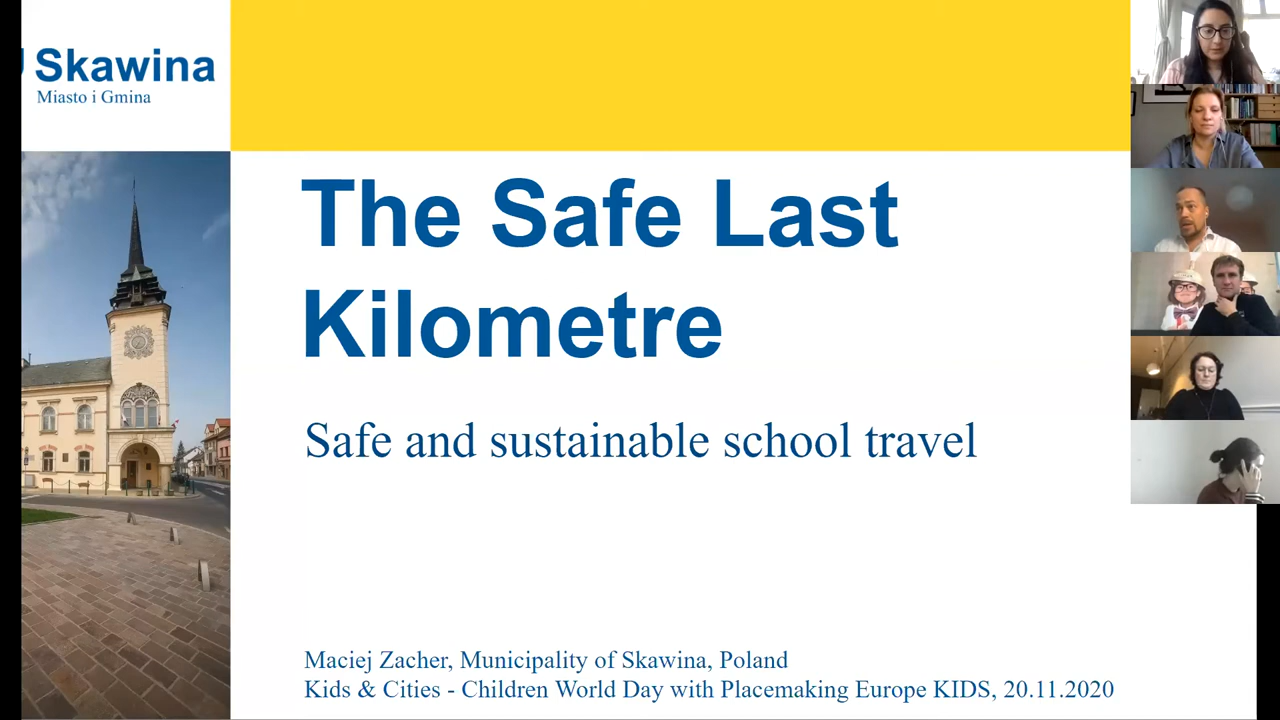 Skawina
Miasto i Gmina
The Safe Last
Kilometre
Safe and sustainable school travel
Maciej Zacher, Municipality of Skawina, Poland
Kids & Cities - Children World Day with Placemaking Europe KIDS, 20.11.2020